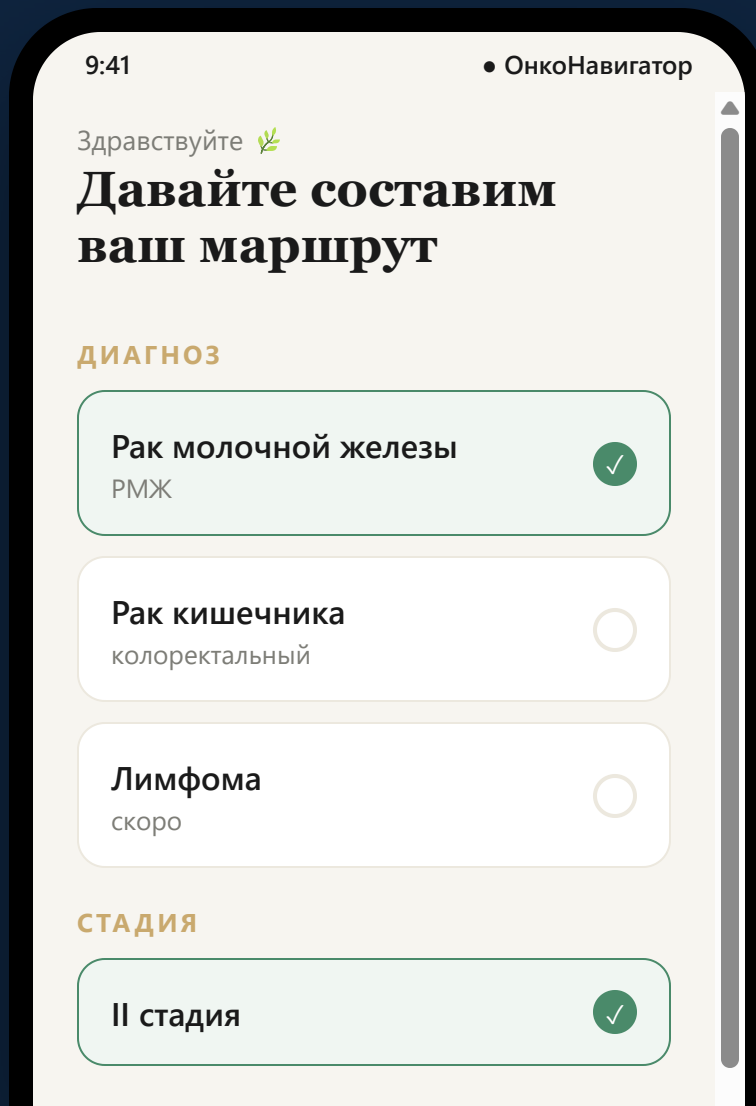 9:41
● ОнкоНавигатор
Здравствуйте 🌿
Давайте составим
ваш маршрут
ДИАГНОЗ
Рак молочной железы
РМЖ
Рак кишечника
колоректальный
Лимфома
скоро
СТАДИЯ
II стадия